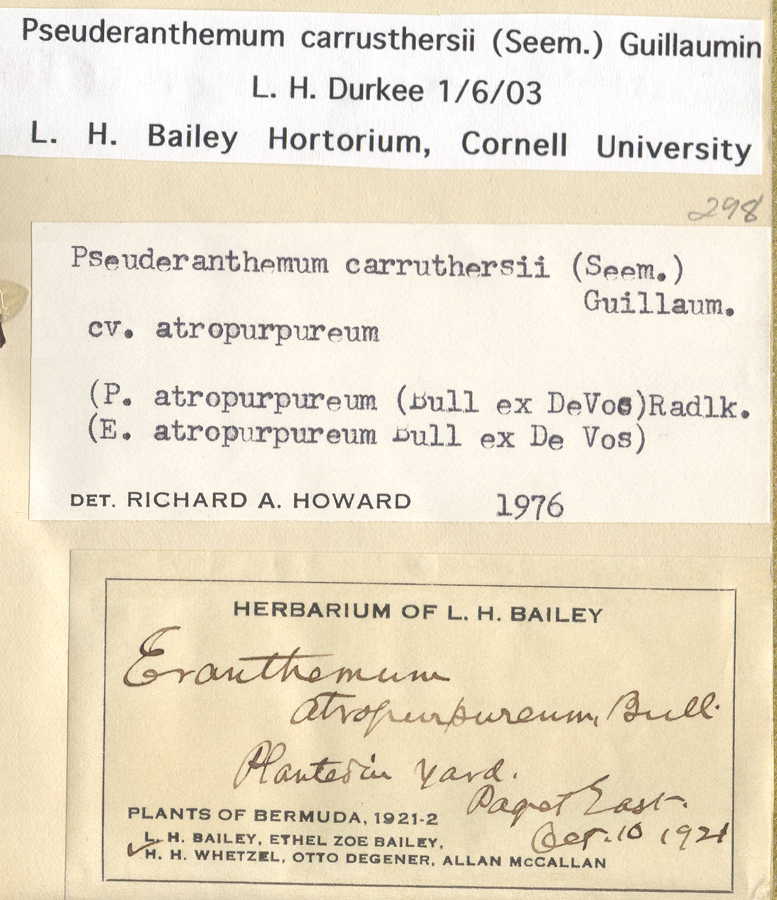 Pseuderanthemum carrusthersii (Seem.) Guillaumin
L. H. Durkee 1/6/03
L. H. Bailey Hortorium, Cornell University
298
Pseuderanthemum carruthersii (Seem.)
Guillaum.
cv. atropurpureum
(P. atropurpureum (Bull ex DeVos)Radlk.
(E. atropurpureum Bull ex De Vos)
DET. RICHARD A. HOWARD 1976
HERBARIUM OF L. H. BAILEY
Eranthemum
atropurpureum, Bull.
Planted in yard.
Paget East.
PLANTS OF BERMUDA, 1921-2
Oct. 10 1921
L. H. BAILEY, ETHEL ZOE BAILEY,
✓ H. H. WHETZEL, OTTO DEGENER, ALLAN McCALLAN